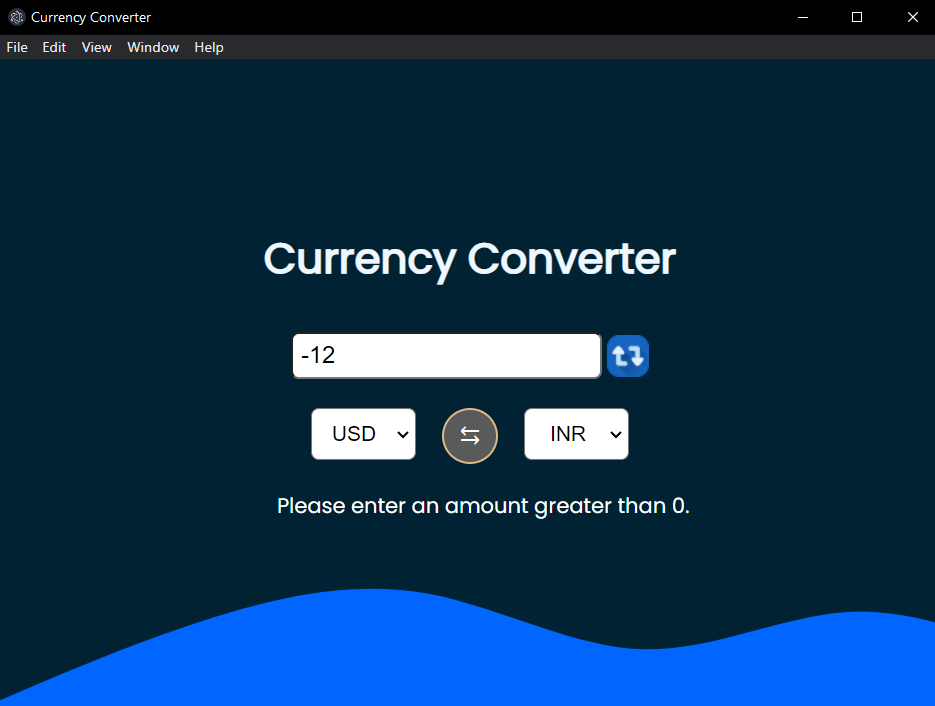 Currency Converter
File Edit View Window Help
Currency Converter
-12
USD INR
Please enter an amount greater than 0.